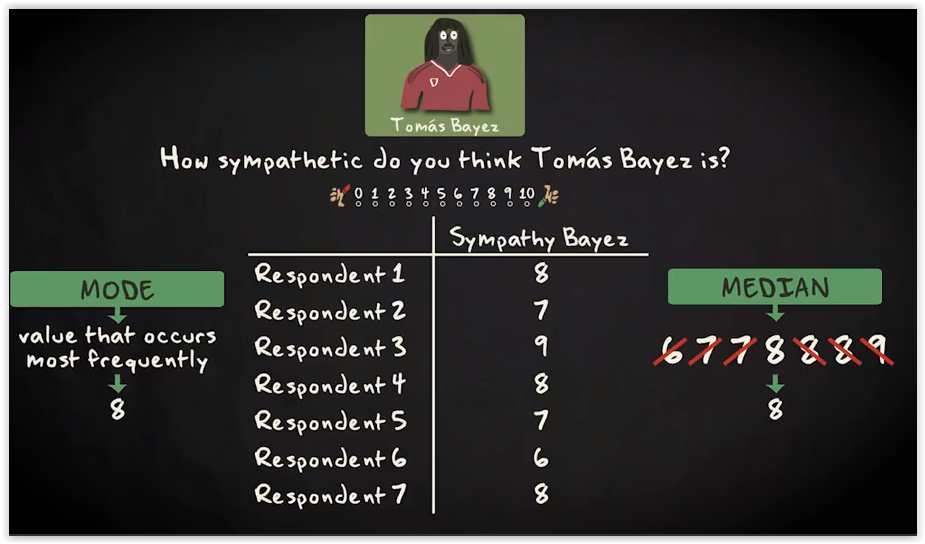 Tomás Bayez
How sympathetic do you think Tomás Bayez is?
0 1 2 3 4 5 6 7 8 9 10
Sympathy Bayez
Respondent 1 8
Respondent 2 7
Respondent 3 9
Respondent 4 8
Respondent 5 7
Respondent 6 6
Respondent 7 8
MODE
value that occurs
most frequently
8
MEDIAN
6 7 7 8 8 8 9
8